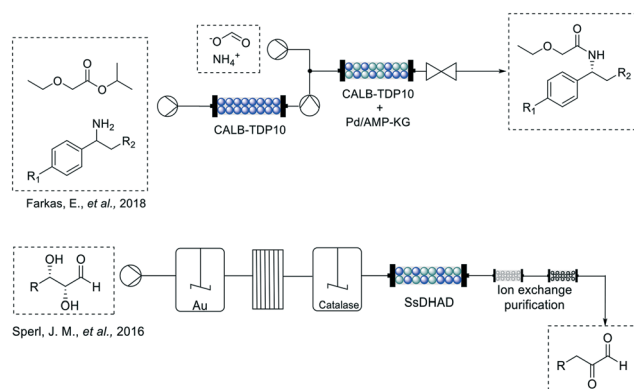 O
-O
O
NH4+
O
O
O
NH2
R2
R1
Farkas, E., et al., 2018
CALB-TDP10
CALB-TDP10
+
Pd/AMP-KG
O
O
HN
R2
R1
OH
O
R
H
OH
Sperl, J. M., et al., 2016
Au
Catalase
SsDHAD
Ion exchange
purification
O
R
H
O